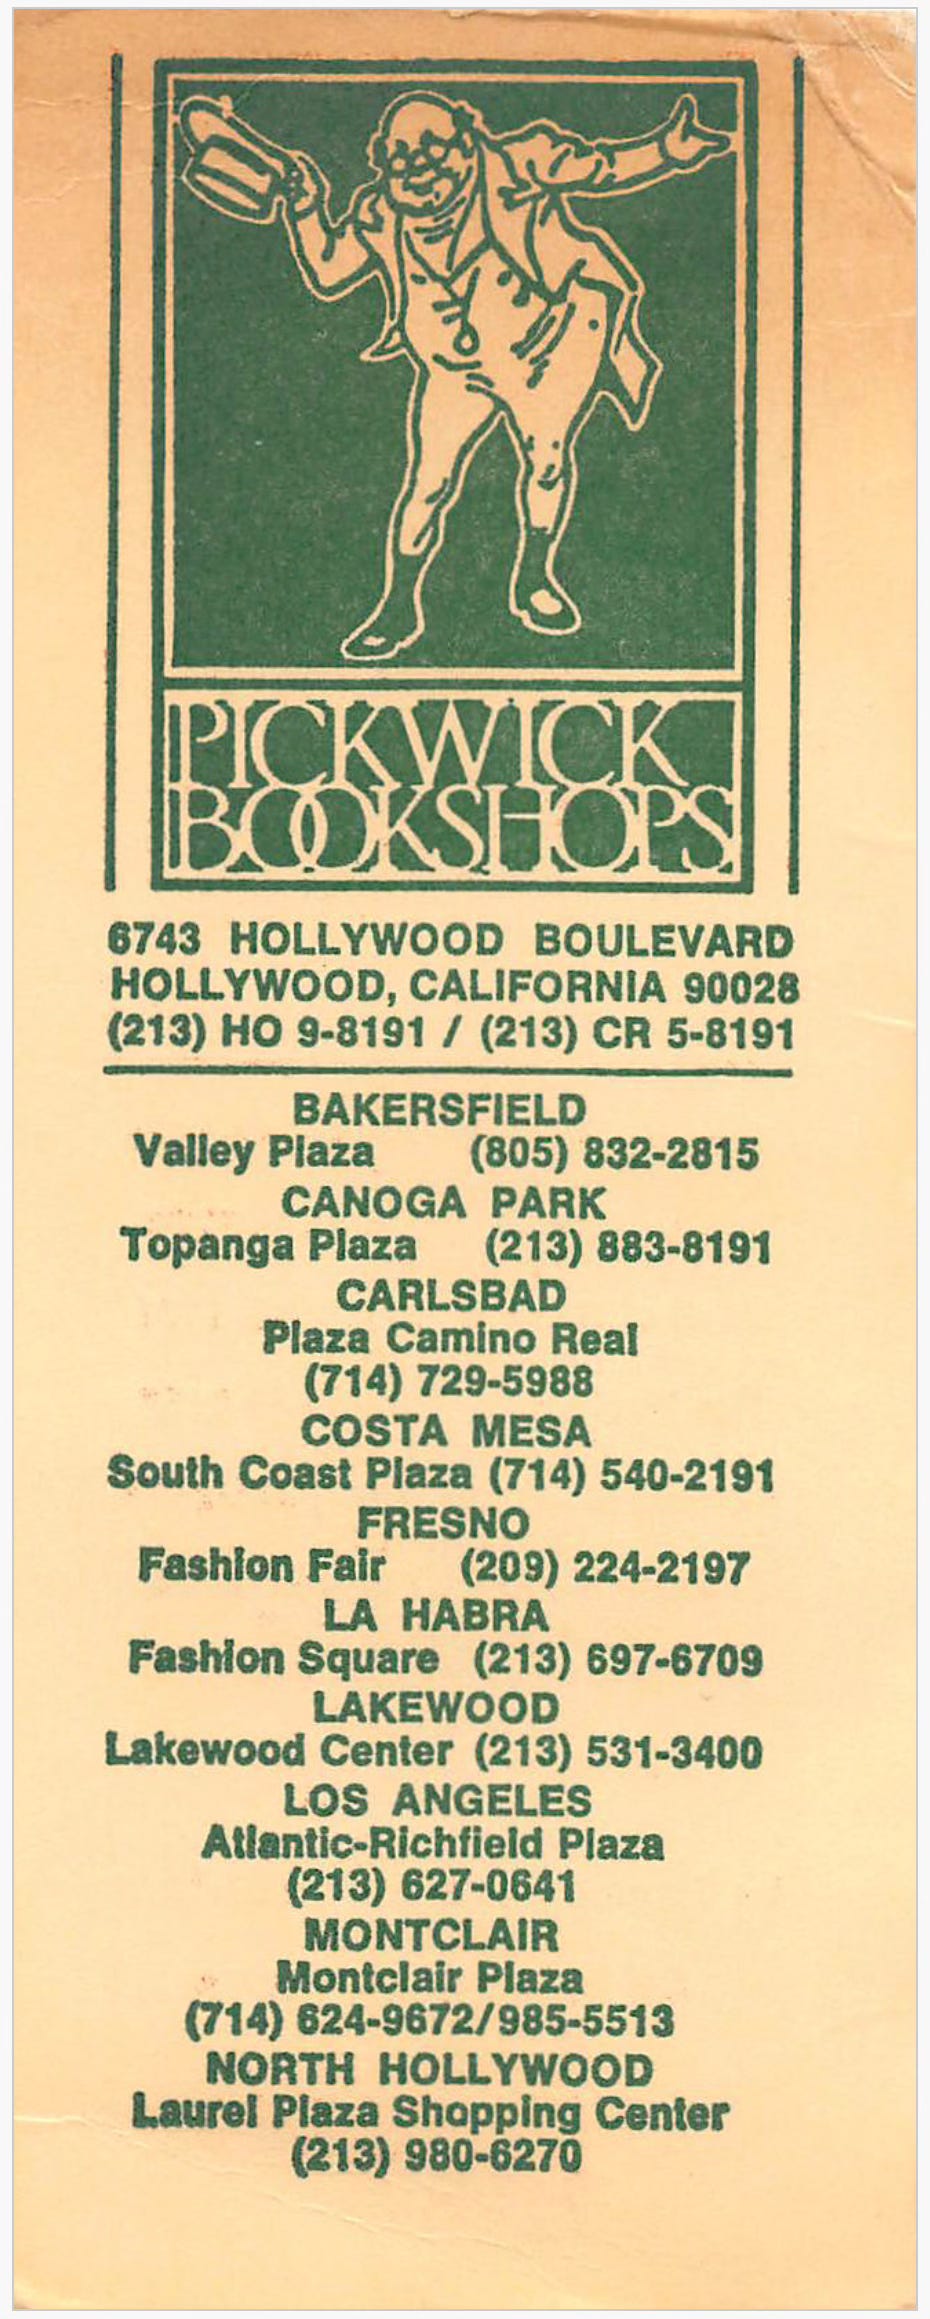 PICKWICK
BOOKSHOPS
6743 HOLLYWOOD BOULEVARD
HOLLYWOOD, CALIFORNIA 90028
(213) HO 9-8191 / (213) CR 5-8191
BAKERSFIELD
Valley Plaza (805) 832-2815
CANOGA PARK
Topanga Plaza (213) 883-8191
CARLSBAD
Plaza Camino Real
(714) 729-5988
COSTA MESA
South Coast Plaza (714) 540-2191
FRESNO
Fashion Fair (209) 224-2197
LA HABRA
Fashion Square (213) 697-6709
LAKEWOOD
Lakewood Center (213) 531-3400
LOS ANGELES
Atlantic-Richfield Plaza
(213) 627-0641
MONTCLAIR
Montclair Plaza
(714) 624-9672/985-5513
NORTH HOLLYWOOD
Laurel Plaza Shopping Center
(213) 980-6270